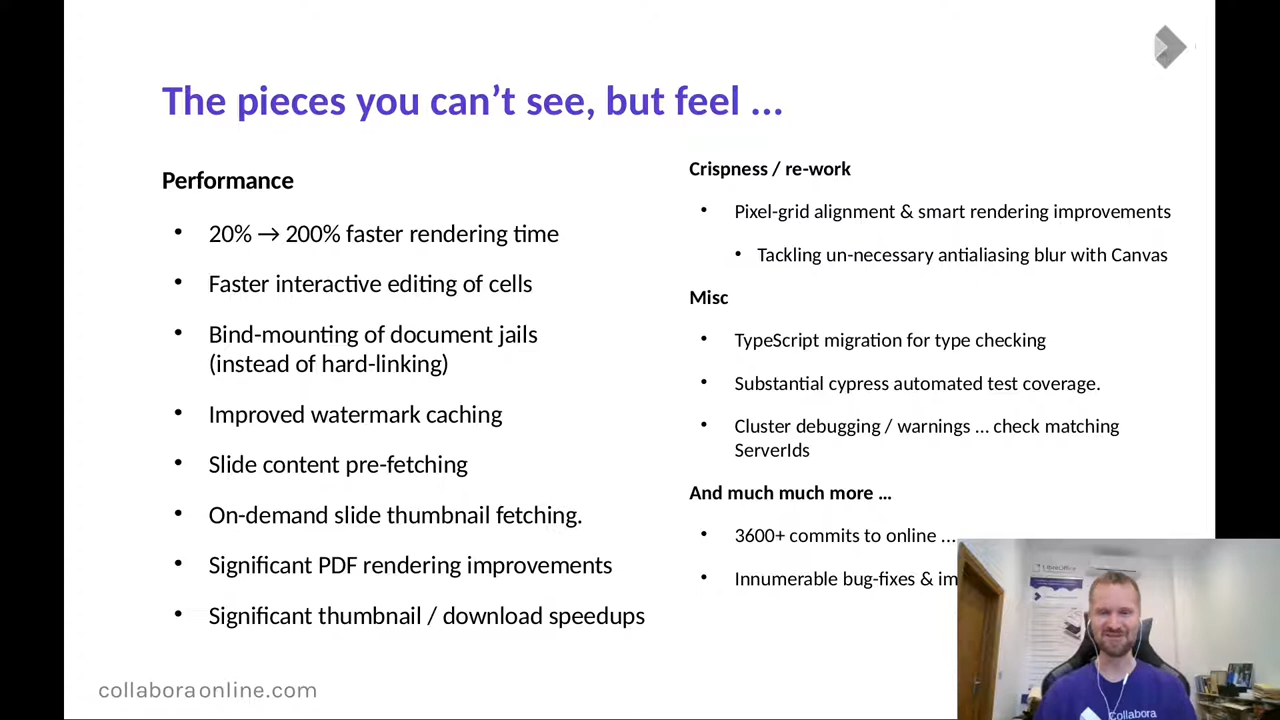 The pieces you can’t see, but feel ...
Performance
• 20% → 200% faster rendering time
• Faster interactive editing of cells
• Bind-mounting of document jails
(instead of hard-linking)
• Improved watermark caching
• Slide content pre-fetching
• On-demand slide thumbnail fetching.
• Significant PDF rendering improvements
• Significant thumbnail / download speedups
Crispness / re-work
• Pixel-grid alignment & smart rendering improvements
• Tackling un-necessary antialiasing blur with Canvas
Misc
• TypeScript migration for type checking
• Substantial cypress automated test coverage.
• Cluster debugging / warnings ... check matching
ServerIds
And much much more ...
• 3600+ commits to online ...
• Innumerable bug-fixes & im
collaboraonline.com
LibreOffice
Collabora